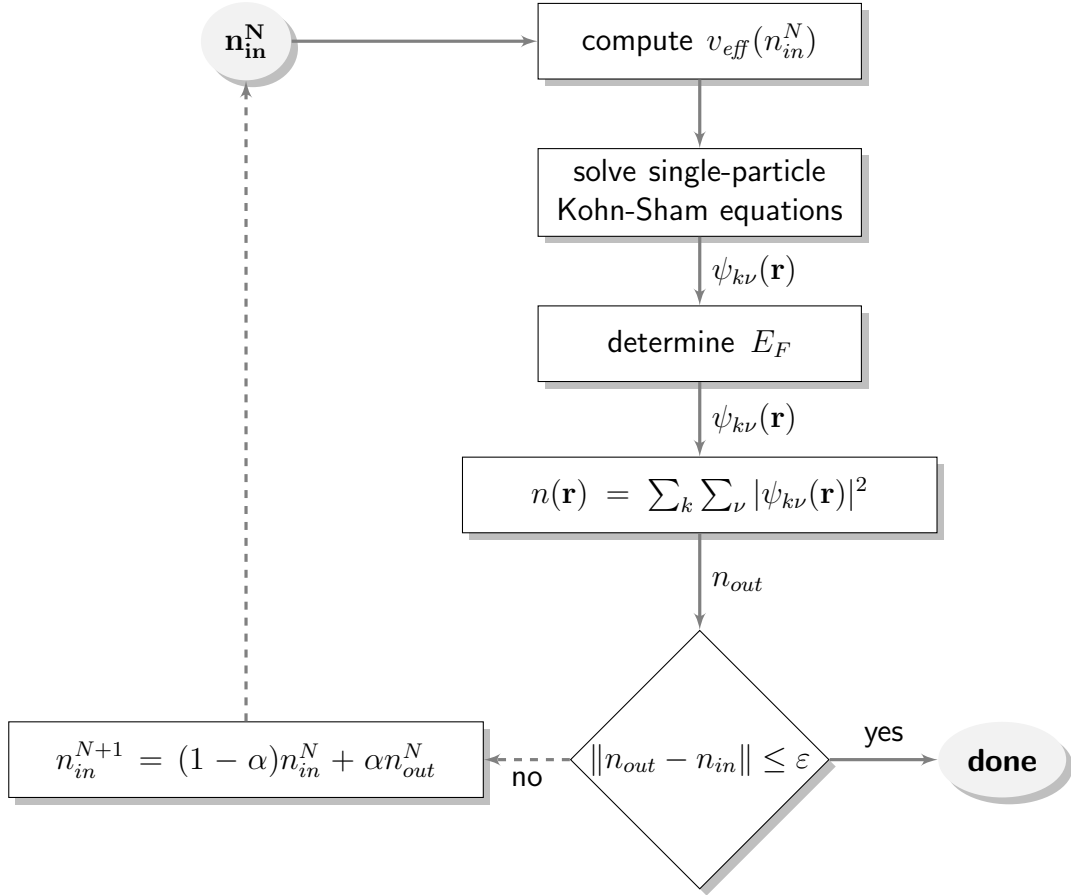 n_in^N
compute v_eff(n_in^N)
solve single-particle
Kohn-Sham equations
ψ_kν(r)
determine E_F
ψ_kν(r)
n(r) = ∑_k ∑_ν |ψ_kν(r)|^2
n_out
n_in^{N+1} = (1 − α)n_in^N + αn_out^N
no
‖n_out − n_in‖ ≤ ε
yes
done